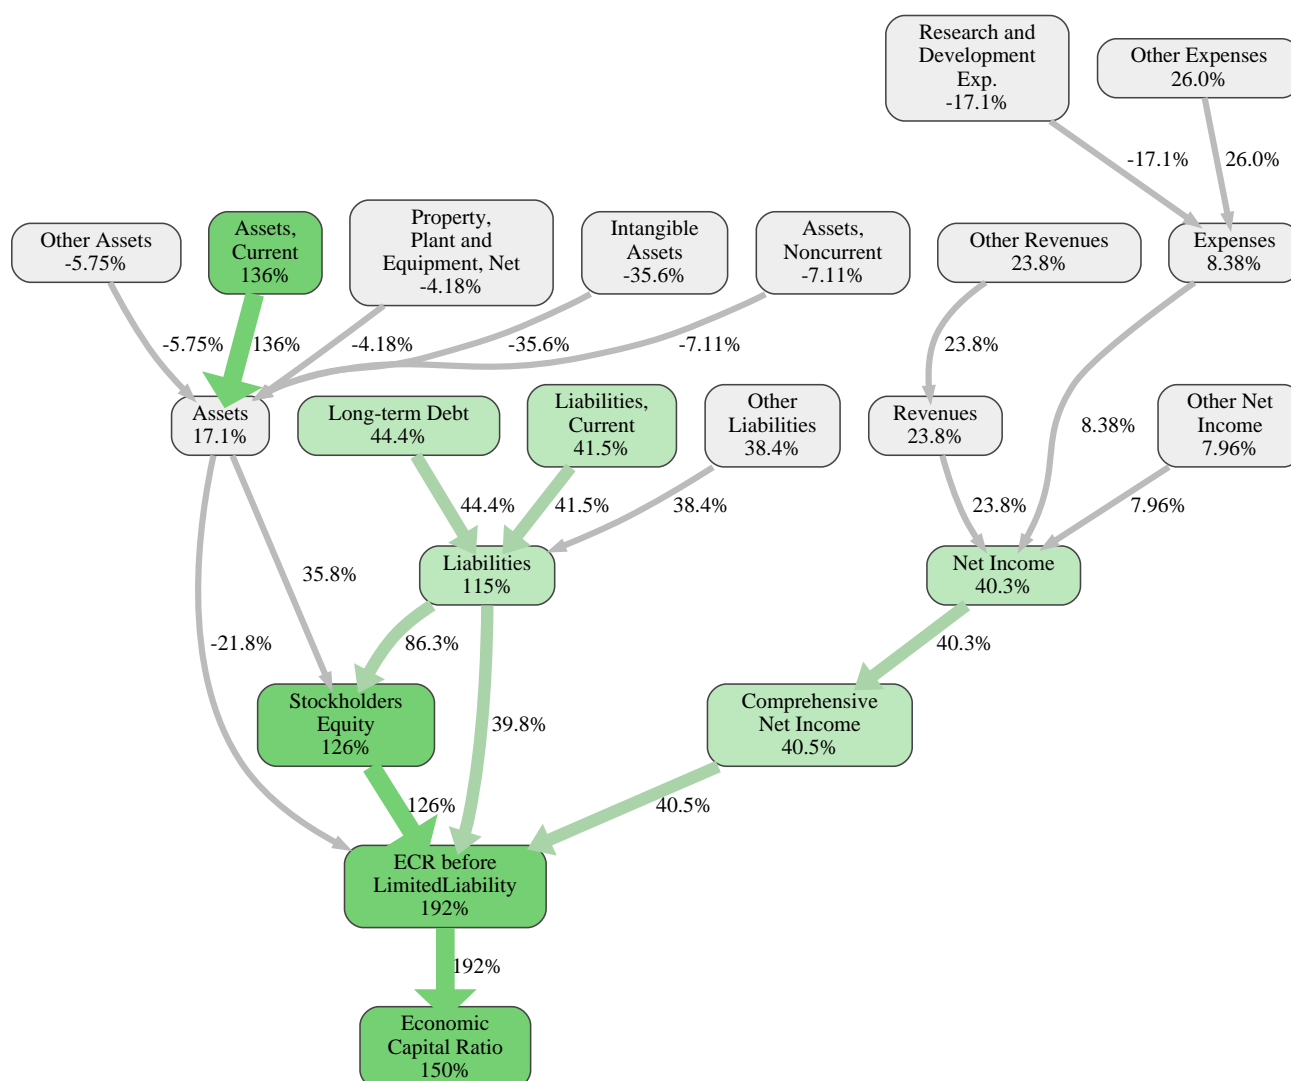 Research and
Development
Exp.
-17.1%
Other Expenses
26.0%
-17.1%
26.0%
Other Assets
-5.75%
Assets,
Current
136%
Property,
Plant and
Equipment, Net
-4.18%
Intangible
Assets
-35.6%
Assets,
Noncurrent
-7.11%
Other Revenues
23.8%
Expenses
8.38%
-5.75%
136%
-4.18%
-35.6%
-7.11%
23.8%
Assets
17.1%
Long-term Debt
44.4%
Liabilities,
Current
41.5%
Other
Liabilities
38.4%
Revenues
23.8%
8.38%
Other Net
Income
7.96%
44.4%
41.5%
38.4%
23.8%
7.96%
35.8%
Liabilities
115%
Net Income
40.3%
-21.8%
86.3%
40.3%
Stockholders
Equity
126%
39.8%
Comprehensive
Net Income
40.5%
126%
40.5%
ECR before
LimitedLiability
192%
192%
Economic
Capital Ratio
150%